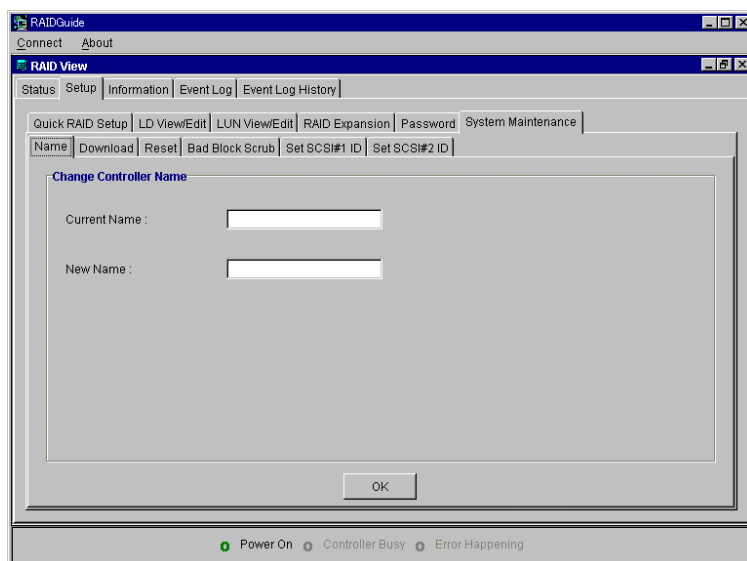 RAIDGuide
Connect About
RAID View
Status Setup Information Event Log Event Log History
Quick RAID Setup LD View/Edit LUN View/Edit RAID Expansion Password System Maintenance
Name Download Reset Bad Block Scrub Set SCSI#1 ID Set SCSI#2 ID
Change Controller Name
Current Name :
New Name :
OK
Power On Controller Busy Error Happening